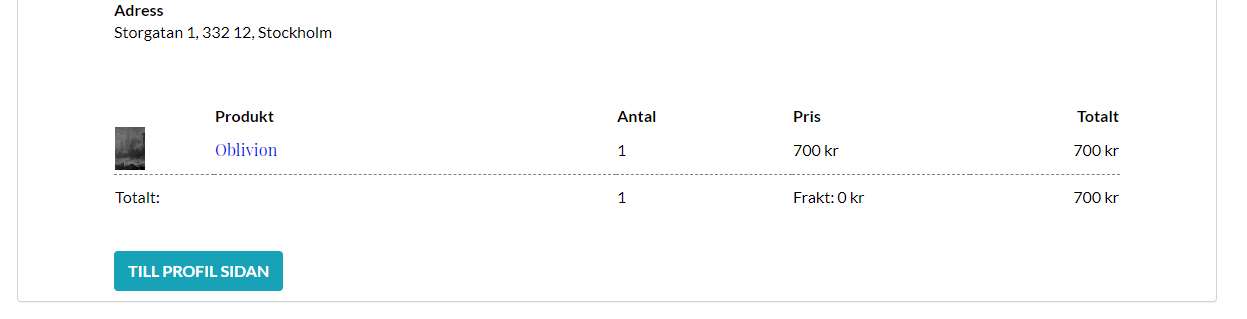 Adress
Storgatan 1, 332 12, Stockholm
Produkt Antal Pris Totalt
Oblivion 1 700 kr 700 kr
Totalt: 1 Frakt: 0 kr 700 kr
TILL PROFIL SIDAN